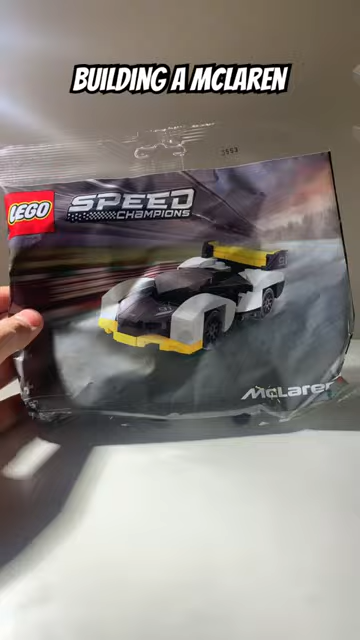 BUILDING A MCLAREN
LEGO
SPEED
CHAMPIONS
McLaren